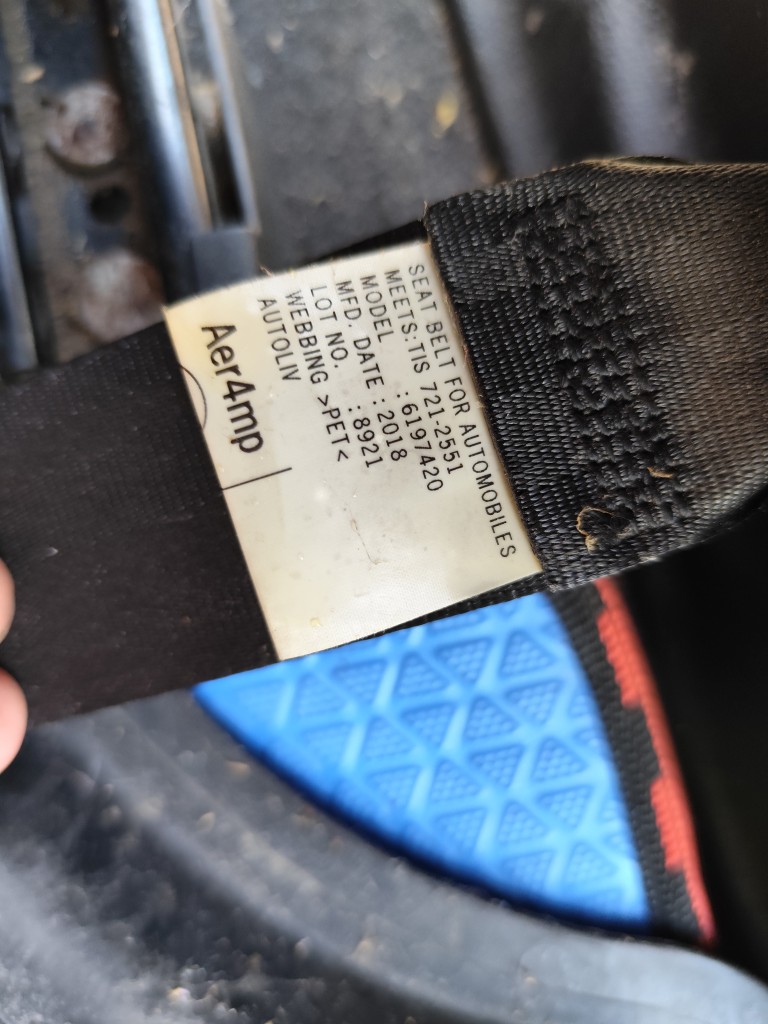 SEAT BELT FOR AUTOMOBILES
MEETS:TIS 721-2551
MODEL : 6197420
MFD DATE : 2018
LOT NO. : 8921
WEBBING >PET<
AUTOLIV
Aer4mp